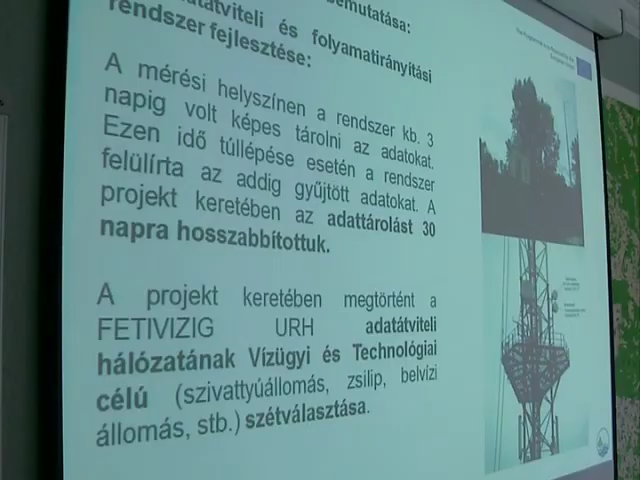 bemutatása:
adatátviteli és folyamatirányítási
rendszer fejlesztése:
A mérési helyszínen a rendszer kb. 3
napig volt képes tárolni az adatokat.
Ezen idő túllépése esetén a rendszer
felülírta az addig gyűjtött adatokat. A
projekt keretében az adattárolást 30
napra hosszabbítottuk.
A projekt keretében megtörtént a
FETIVIZIG URH adatátviteli
hálózatának Vízügyi és Technológiai
célú (szivattyúállomás, zsilip, belvízi
állomás, stb.) szétválasztása.